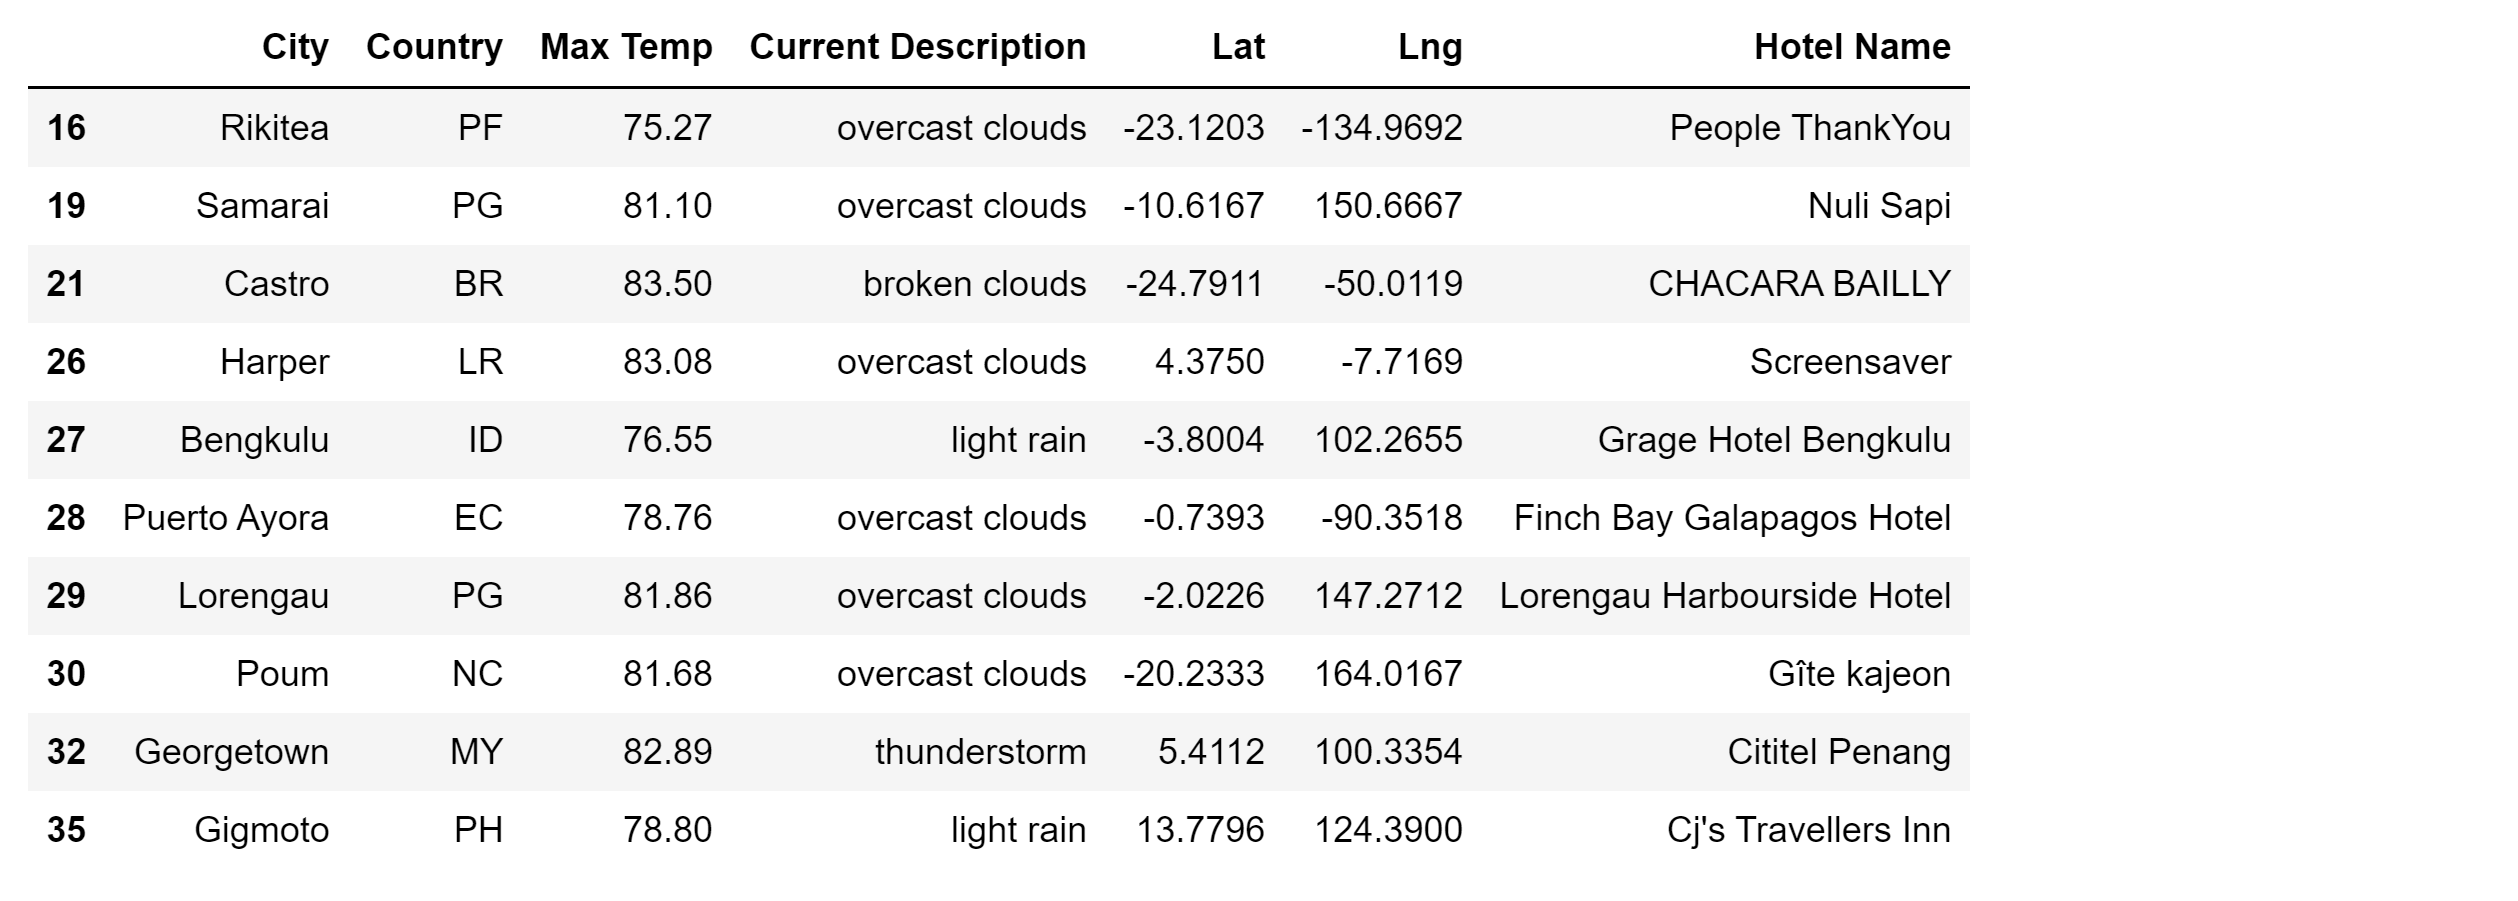 City Country Max Temp Current Description Lat Lng Hotel Name
16 Rikitea PF 75.27 overcast clouds -23.1203 -134.9692 People ThankYou
19 Samarai PG 81.10 overcast clouds -10.6167 150.6667 Nuli Sapi
21 Castro BR 83.50 broken clouds -24.7911 -50.0119 CHACARA BAILLY
26 Harper LR 83.08 overcast clouds 4.3750 -7.7169 Screensaver
27 Bengkulu ID 76.55 light rain -3.8004 102.2655 Grage Hotel Bengkulu
28 Puerto Ayora EC 78.76 overcast clouds -0.7393 -90.3518 Finch Bay Galapagos Hotel
29 Lorengau PG 81.86 overcast clouds -2.0226 147.2712 Lorengau Harbourside Hotel
30 Poum NC 81.68 overcast clouds -20.2333 164.0167 Gîte kajeon
32 Georgetown MY 82.89 thunderstorm 5.4112 100.3354 Cititel Penang
35 Gigmoto PH 78.80 light rain 13.7796 124.3900 Cj's Travellers Inn